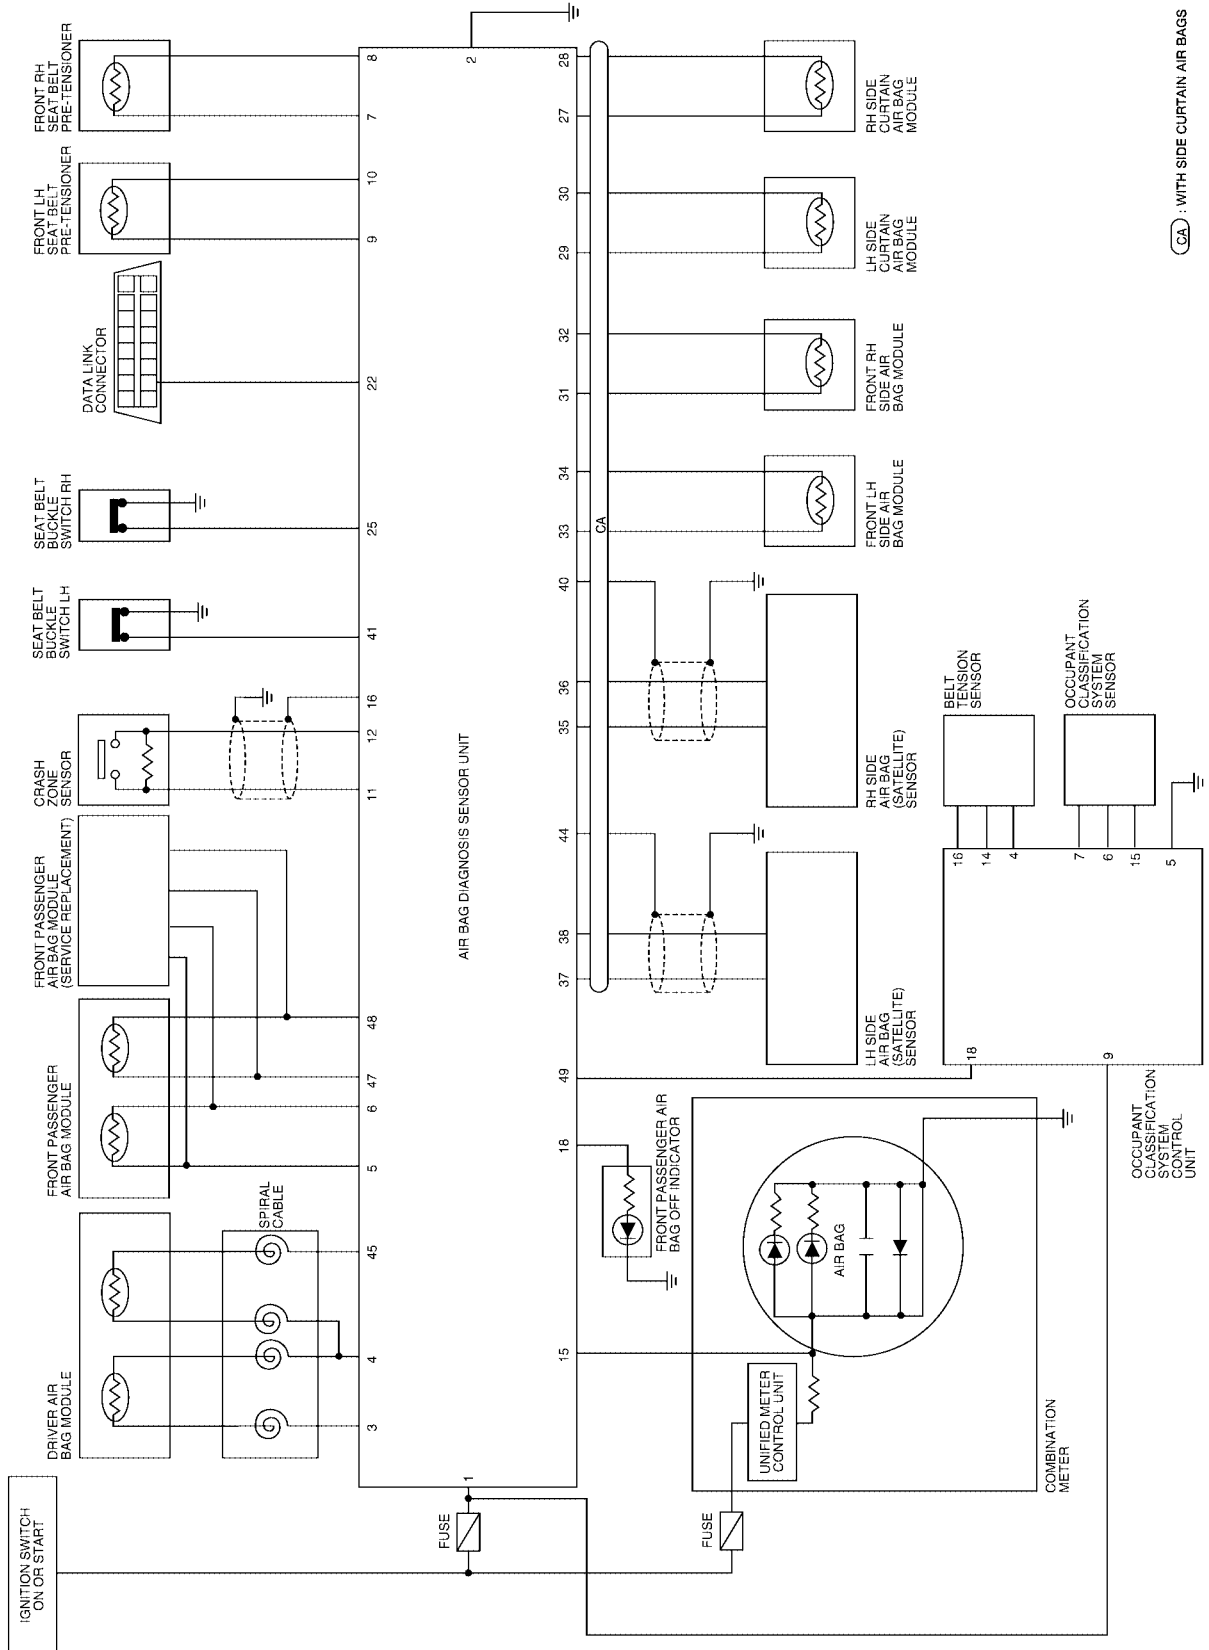 IGNITION SWITCH
ON OR START
DRIVER AIR
BAG MODULE
SPIRAL
CABLE
FRONT PASSENGER
AIR BAG MODULE
FRONT PASSENGER
AIR BAG MODULE
(SERVICE REPLACEMENT)
CRASH
ZONE
SENSOR
SEAT BELT
BUCKLE
SWITCH LH
SEAT BELT
BUCKLE
SWITCH RH
DATA LINK
CONNECTOR
FRONT LH
SEAT BELT
PRE-TENSIONER
FRONT RH
SEAT BELT
PRE-TENSIONER
3
4
45
5
6
47
48
11
12
16
41
25
22
9
10
7
8
FUSE
1
AIR BAG DIAGNOSIS SENSOR UNIT
2
15
18
49
37
38
44
35
36
40
33
34
31
32
29
30
27
28
CA
FUSE
UNIFIED METER
CONTROL UNIT
AIR BAG
COMBINATION
METER
FRONT PASSENGER AIR
BAG OFF INDICATOR
LH SIDE
AIR BAG
(SATELLITE)
SENSOR
RH SIDE
AIR BAG
(SATELLITE)
SENSOR
FRONT LH
SIDE AIR
BAG MODULE
FRONT RH
SIDE AIR
BAG MODULE
LH SIDE
CURTAIN
AIR BAG
MODULE
RH SIDE
CURTAIN
AIR BAG
MODULE
BELT
TENSION
SENSOR
OCCUPANT
CLASSIFICATION
SYSTEM
SENSOR
18
9
16
14
4
7
6
15
5
OCCUPANT
CLASSIFICATION
SYSTEM
CONTROL
UNIT
CA : WITH SIDE CURTAIN AIR BAGS